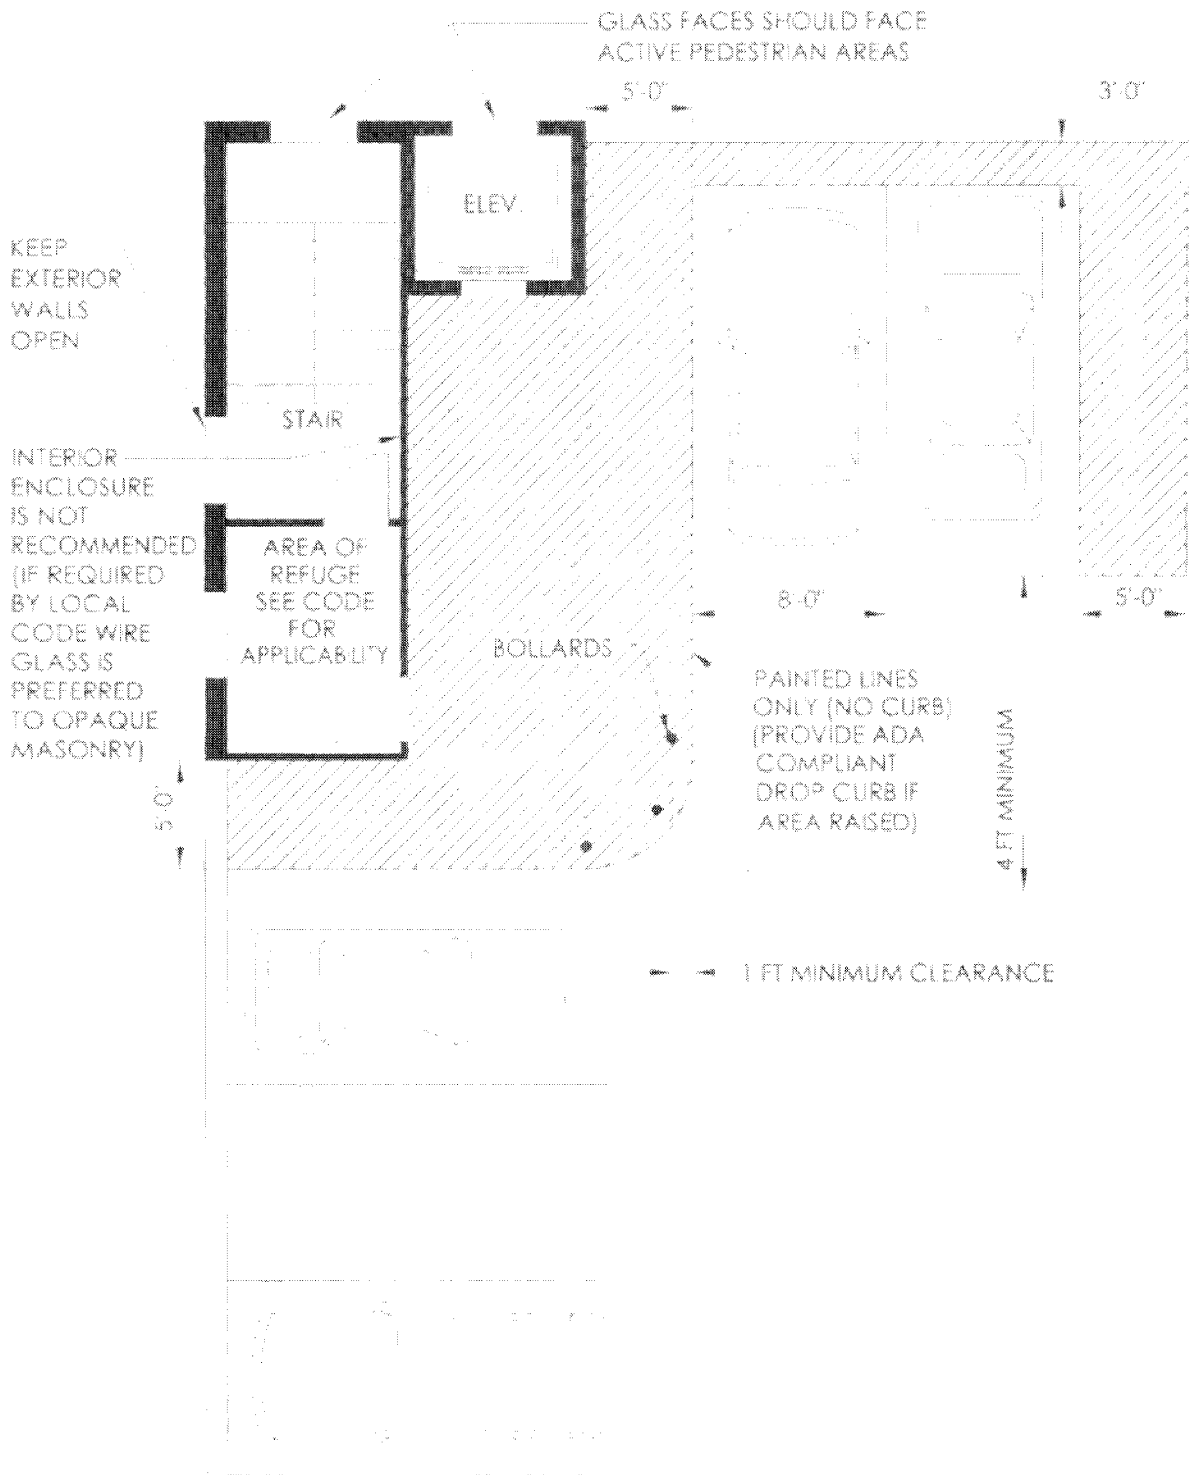 GLASS FACES SHOULD FACE
ACTIVE PEDESTRIAN AREAS
5'-0"
3'-0"
ELEV.
KEEP
EXTERIOR
WALLS
OPEN
STAIR
INTERIOR
ENCLOSURE
IS NOT
RECOMMENDED
(IF REQUIRED
BY LOCAL
CODE WIRE
GLASS IS
PREFERRED
TO OPAQUE
MASONRY)
AREA OF
REFUGE
SEE CODE
FOR
APPLICABILITY
BOLLARDS
8'-0"
5'-0"
PAINTED LINES
ONLY (NO CURB)
(PROVIDE ADA
COMPLIANT
DROP CURB IF
AREA RAISED)
4 FT MINIMUM
5'-0"
1 FT MINIMUM CLEARANCE